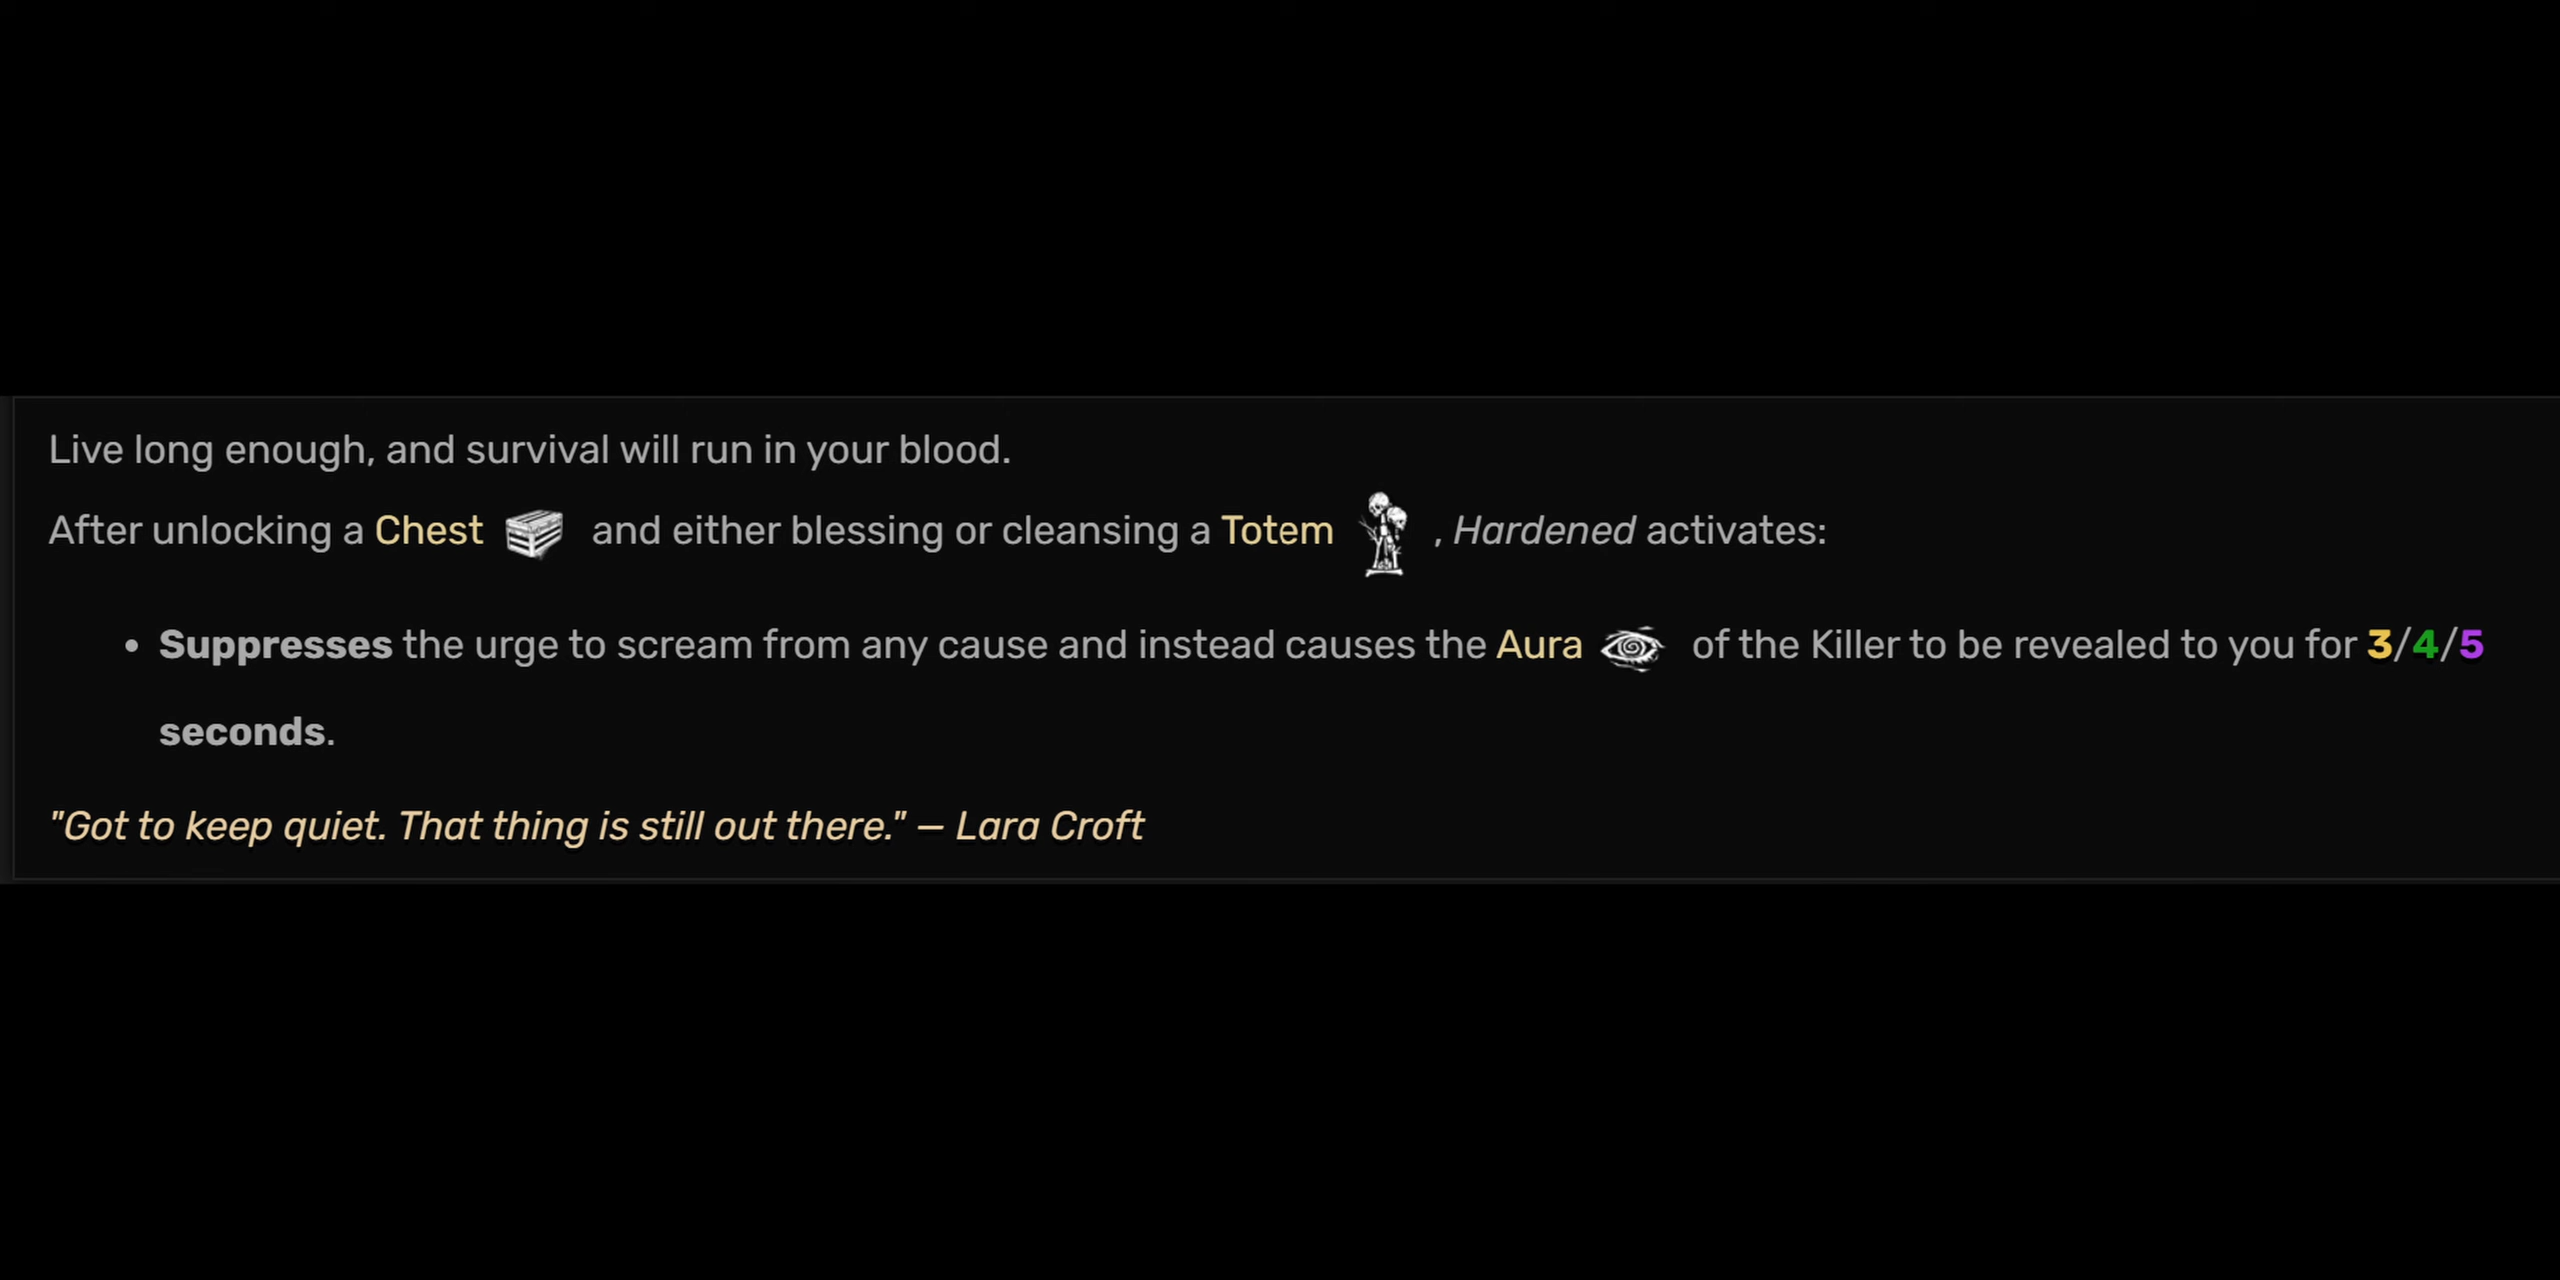 Live long enough, and survival will run in your blood.
After unlocking a Chest and either blessing or cleansing a Totem , Hardened activates:
• Suppresses the urge to scream from any cause and instead causes the Aura of the Killer to be revealed to you for 3/4/5
seconds.
"Got to keep quiet. That thing is still out there." — Lara Croft